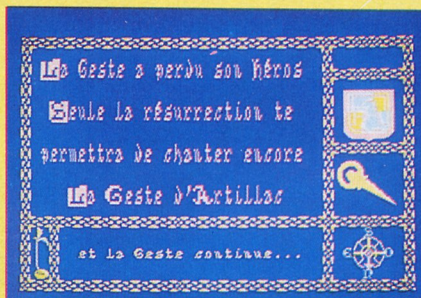 La Geste a perdu son Héros
Seule la résurrection te
permettra de chanter encore
La Geste d'Artillac
et la Geste continue...